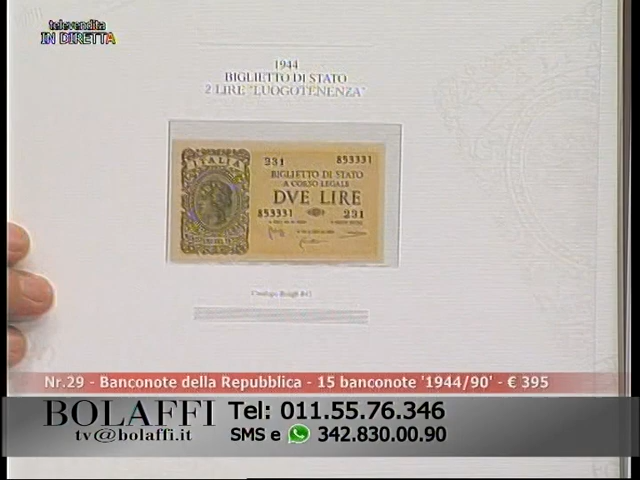 televendita
IN DIRETTA
1944
BIGLIETTO DI STATO
2 LIRE "LUOGOTENENZA"
ITALIA
231 853331
BIGLIETTO DI STATO
A CORSO LEGALE
DVE LIRE
853331 231
Nr.29 - Banconote della Repubblica - 15 banconote '1944/90' - € 395
BOLAFFI
tv@bolaffi.it
Tel: 011.55.76.346
SMS e 342.830.00.90